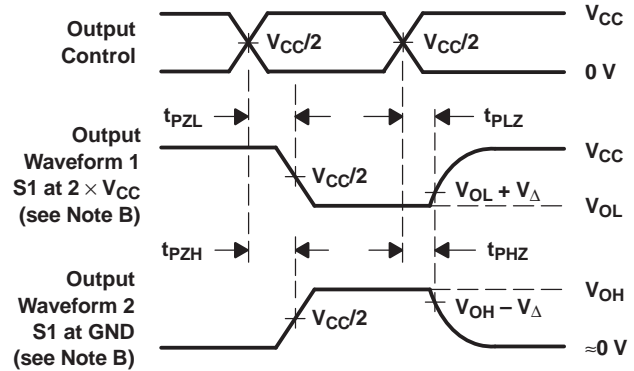 Output
Control
V_CC/2
V_CC/2
V_CC
0 V
t_PZL
t_PLZ
Output
Waveform 1
S1 at 2 × V_CC
(see Note B)
V_CC/2
V_CC
V_OL + V_Δ
V_OL
t_PZH
t_PHZ
Output
Waveform 2
S1 at GND
(see Note B)
V_CC/2
V_OH
V_OH − V_Δ
≈0 V